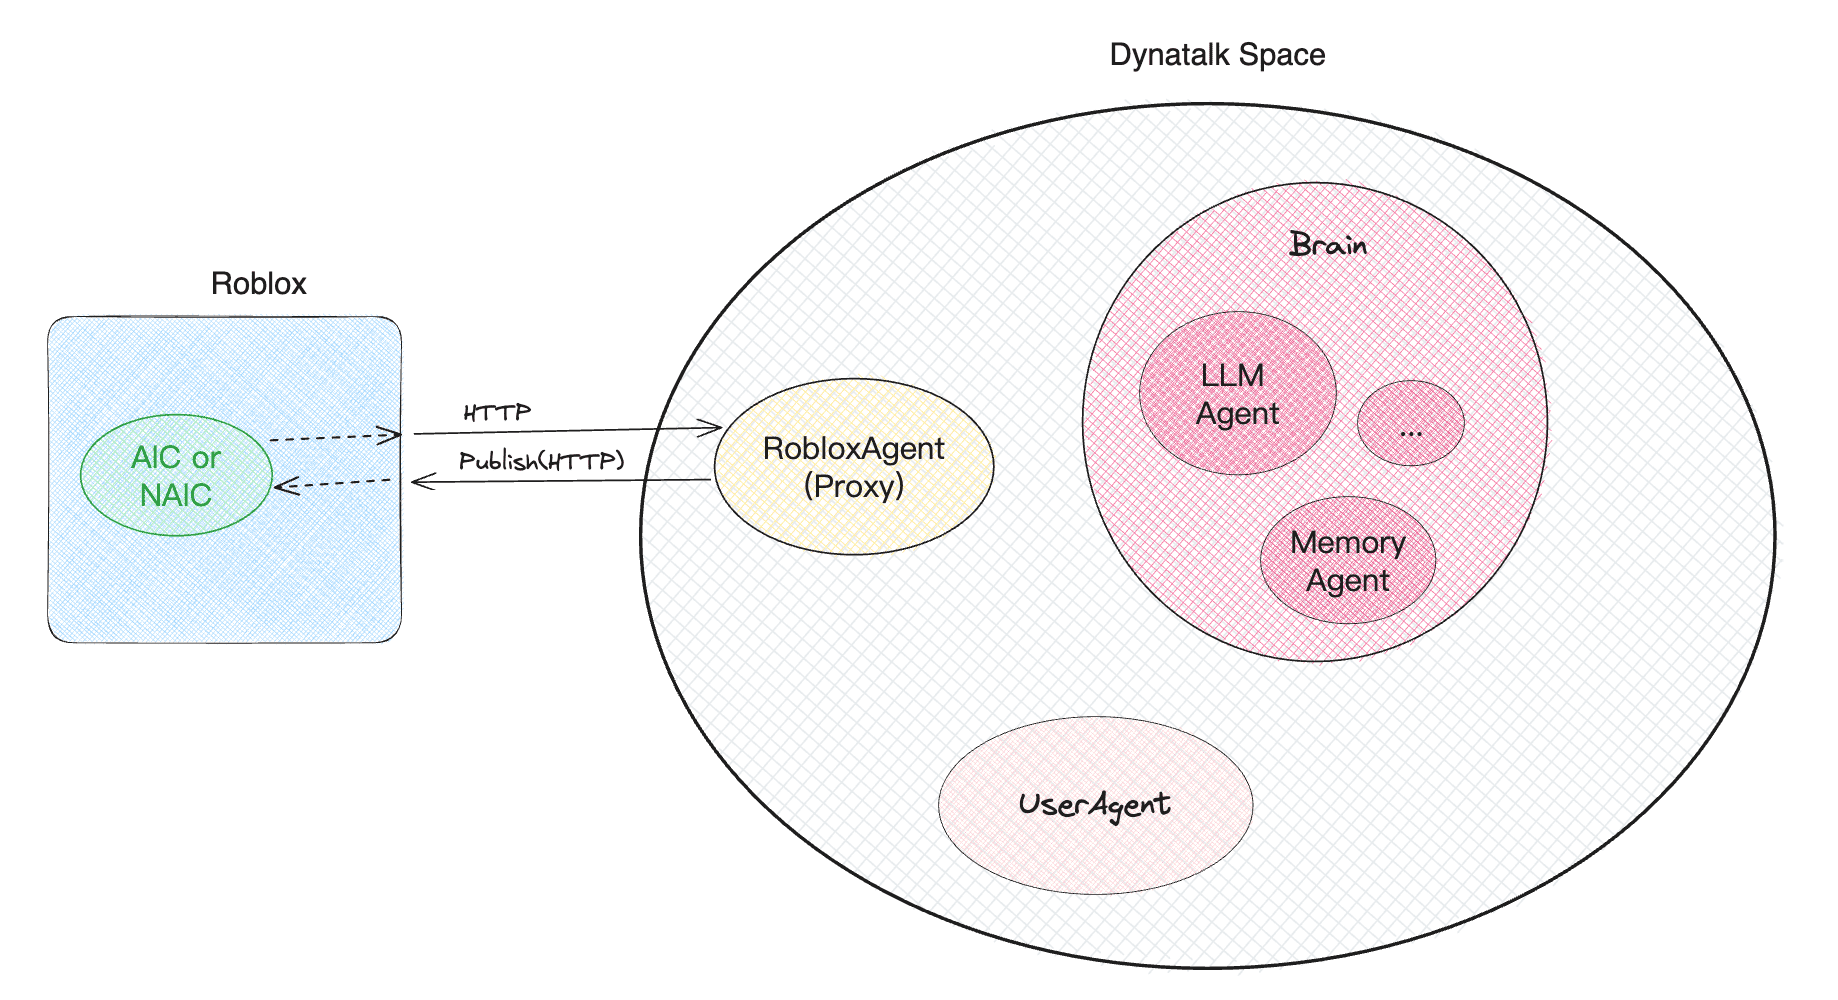 Dynatalk Space
Roblox
AIC or
NAIC
HTTP
Publish(HTTP)
RobloxAgent
(Proxy)
Brain
LLM
Agent
...
Memory
Agent
UserAgent